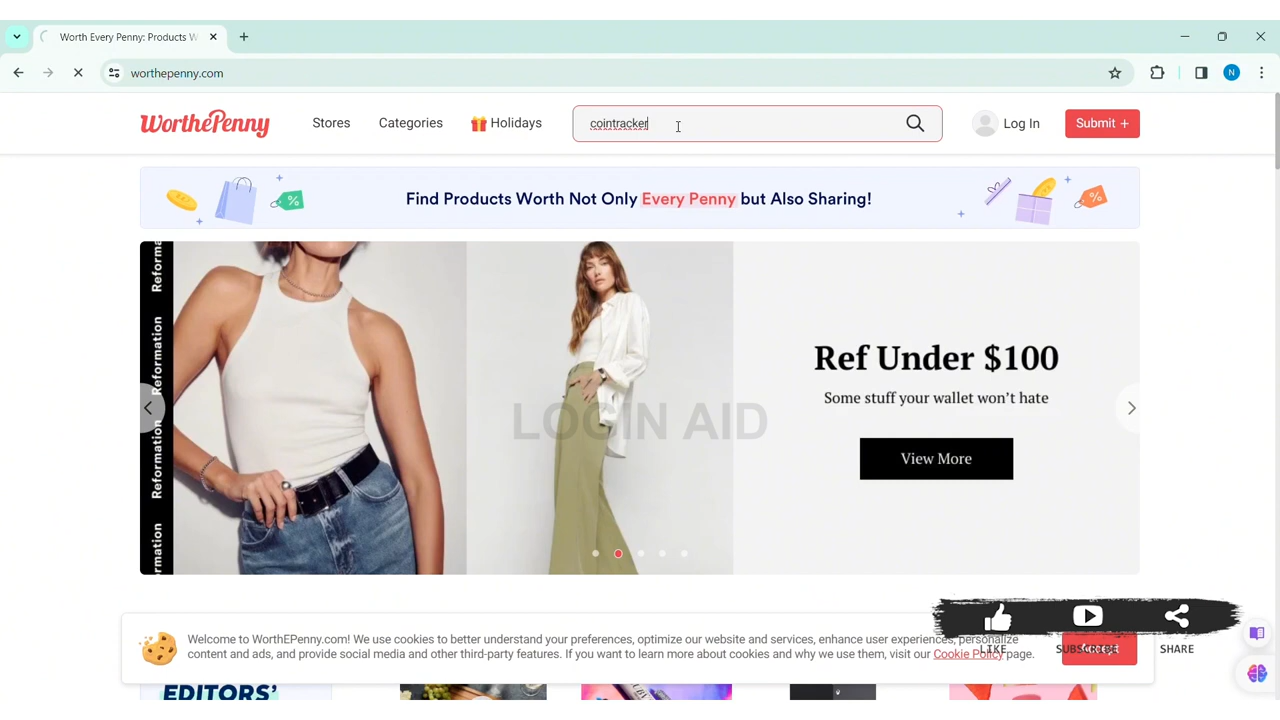 Worth Every Penny: Products W
worthepenny.com
N
WorthePenny
Stores
Categories
Holidays
cointracker
Log In
Submit +
%
Find Products Worth Not Only Every Penny but Also Sharing!
%
Reforma
Reformation
Reformation
rmation
Ref Under $100
Some stuff your wallet won't hate
View More
LOGIN AID
Welcome to WorthEPenny.com! We use cookies to better understand your preferences, optimize our website and services, enhance user experiences, personalize
content and ads, and provide social media and other third-party features. If you want to learn more about cookies and why we use them, visit our Cookie Policy page.
Accept
LIKE
SUBSCRIBE
SHARE
EDITORS'